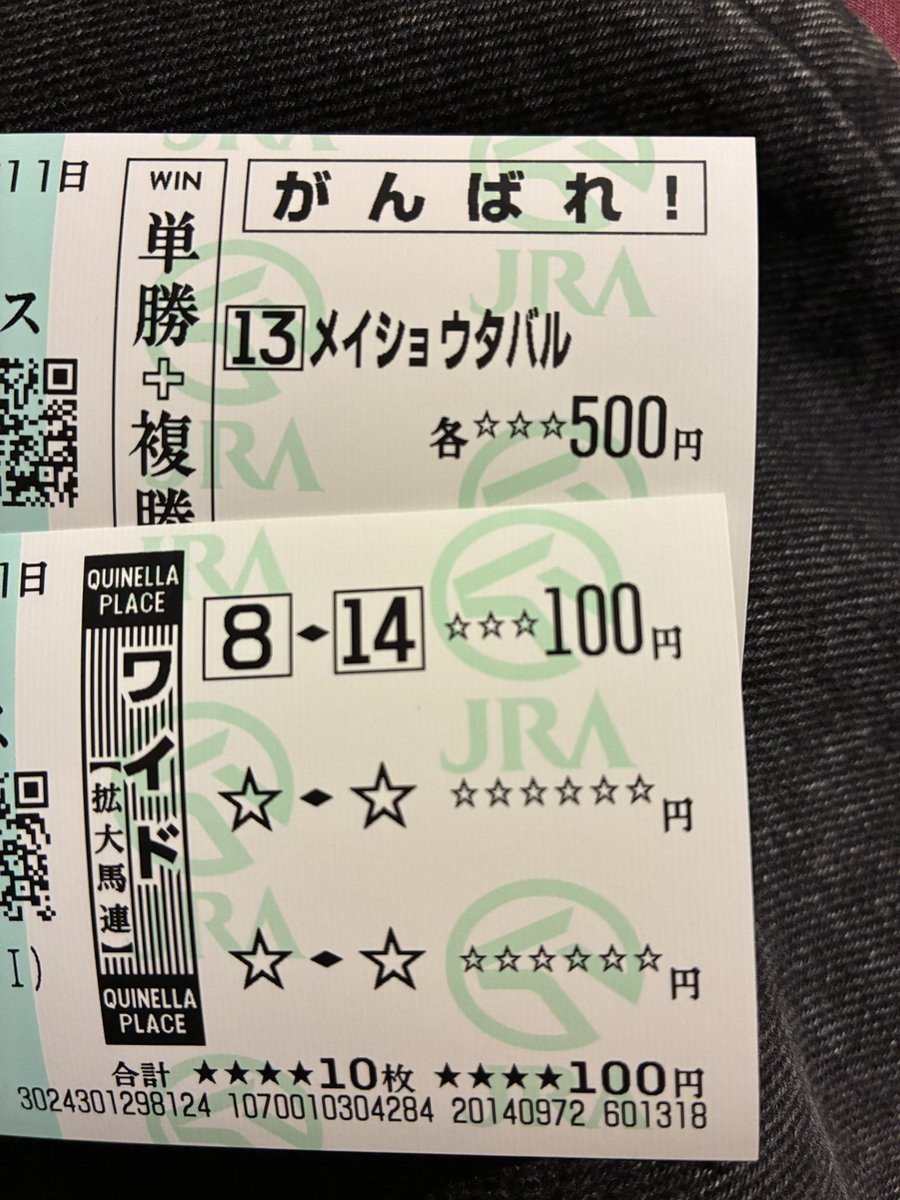 11日
WIN
単勝+複勝
がんばれ!
ス
13 メイショウタバル
各☆☆☆500円
JRA
1日
QUINELLA
PLACE
ワイド
【拡大馬連】
QUINELLA
PLACE
8-14 ☆☆☆100円
☆-☆ ☆☆☆☆☆☆円
☆-☆ ☆☆☆☆☆☆円
I)
合計 ★★★★10枚 ★★★★100円
3024301298124 1070010304284 20140972 601318